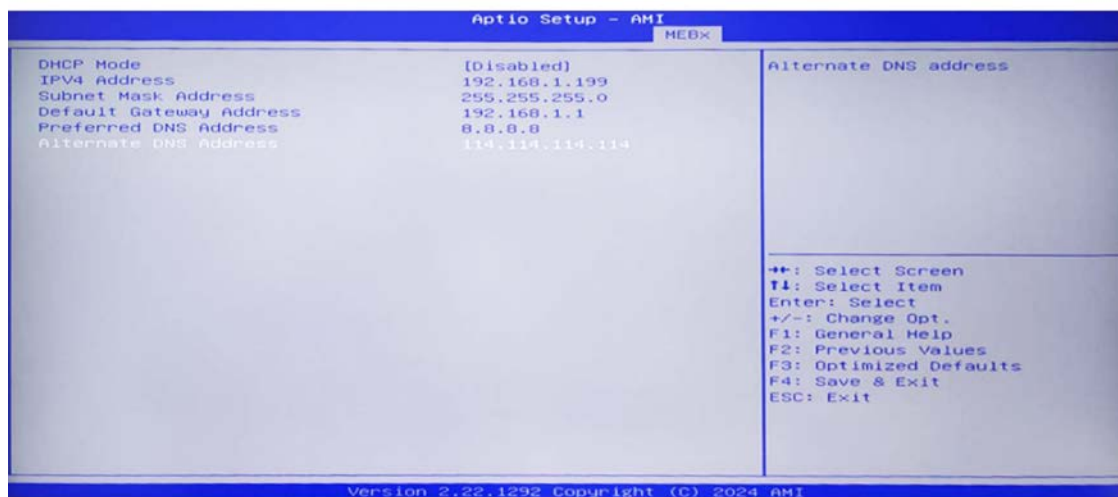 Aptio Setup - AMI
MEBx
DHCP Mode [Disabled]
IPV4 Address 192.168.1.199
Subnet Mask Address 255.255.255.0
Default Gateway Address 192.168.1.1
Preferred DNS Address 8.8.8.8
Alternate DNS Address 114.114.114.114
Alternate DNS address
→←: Select Screen
↑↓: Select Item
Enter: Select
+/-: Change Opt.
F1: General Help
F2: Previous Values
F3: Optimized Defaults
F4: Save & Exit
ESC: Exit
Version 2.22.1292 Copyright (C) 2024 AMI